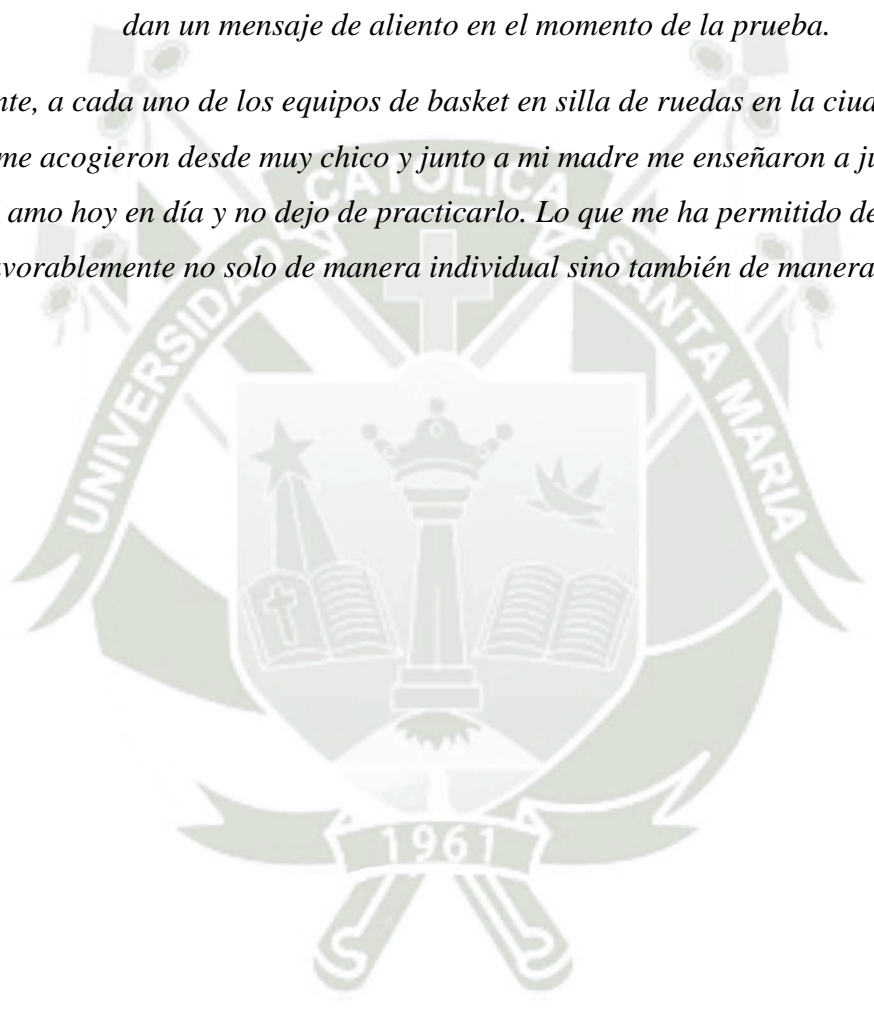 dan un mensaje de aliento en el momento de la prueba.
nte, a cada uno de los equipos de basket en silla de ruedas en la ciud
me acogieron desde muy chico y junto a mi madre me enseñaron a ju
amo hoy en día y no dejo de practicarlo. Lo que me ha permitido de
vorablemente no solo de manera individual sino también de manera
UNIVERSIDAD CATOLICA SANTA MARIA
1961